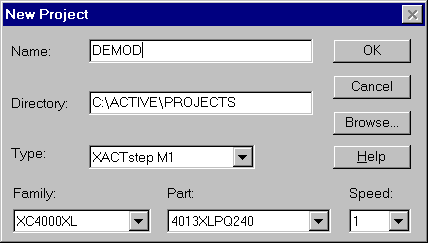 New Project
Name: DEMOD OK
Cancel
Directory: C:\ACTIVE\PROJECTS
Browse...
Type: XACTstep M1 Help
Family: Part: Speed:
XC4000XL 4013XLPQ240 1